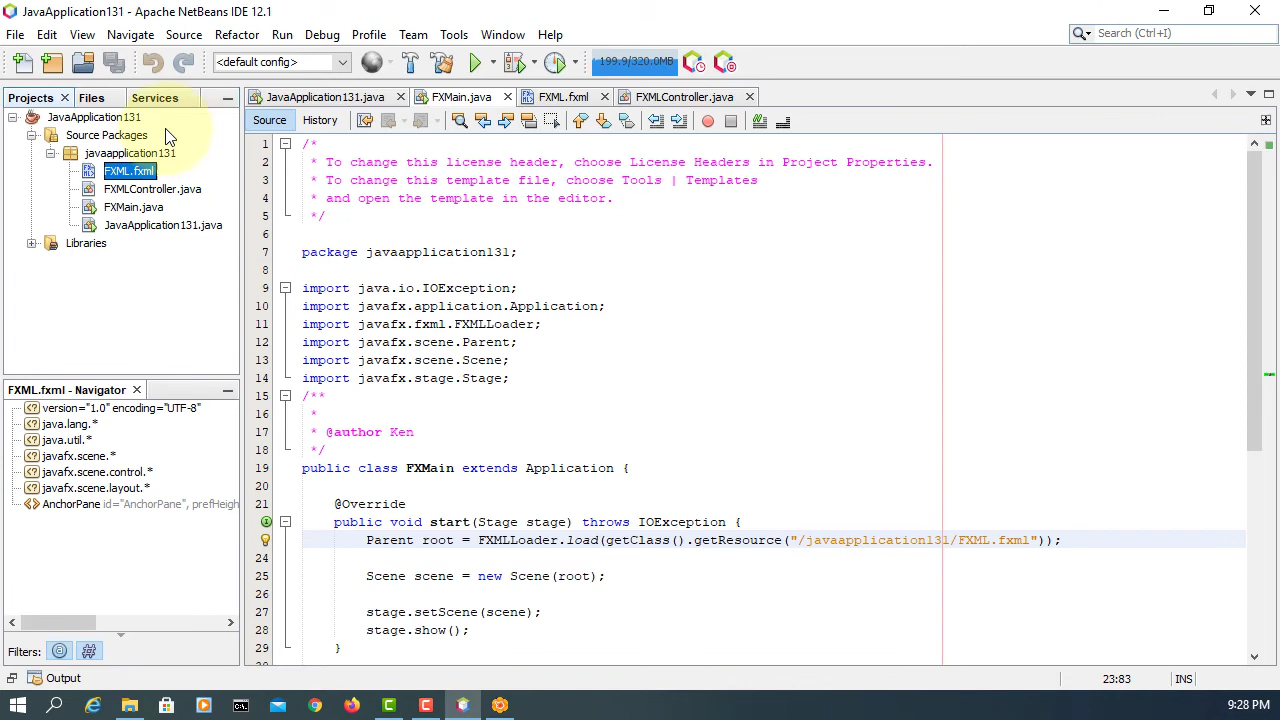 JavaApplication131 - Apache NetBeans IDE 12.1
File Edit View Navigate Source Refactor Run Debug Profile Team Tools Window Help
Search (Ctrl+I)
<default config>
199.9/320.0MB
Projects Files Services
JavaApplication131
Source Packages
javaapplication131
FXML.fxml
FXMLController.java
FXMain.java
JavaApplication131.java
Libraries
FXML.fxml - Navigator
version="1.0" encoding="UTF-8"
java.lang.*
java.util.*
javafx.scene.*
javafx.scene.control.*
javafx.scene.layout.*
AnchorPane id="AnchorPane", prefHeigh
Filters:
JavaApplication131.java FXMain.java FXML.fxml FXMLController.java
Source History
1 /*
2 * To change this license header, choose License Headers in Project Properties.
3 * To change this template file, choose Tools | Templates
4 * and open the template in the editor.
5 */
6
7 package javaapplication131;
8
9 import java.io.IOException;
10 import javafx.application.Application;
11 import javafx.fxml.FXMLLoader;
12 import javafx.scene.Parent;
13 import javafx.scene.Scene;
14 import javafx.stage.Stage;
15 /**
16 *
17 * @author Ken
18 */
19 public class FXMain extends Application {
20
21 @Override
public void start(Stage stage) throws IOException {
Parent root = FXMLLoader.load(getClass().getResource("/javaapplication131/FXML.fxml"));
24
25 Scene scene = new Scene(root);
26
27 stage.setScene(scene);
28 stage.show();
29 }
Output
23:83 INS
9:28 PM